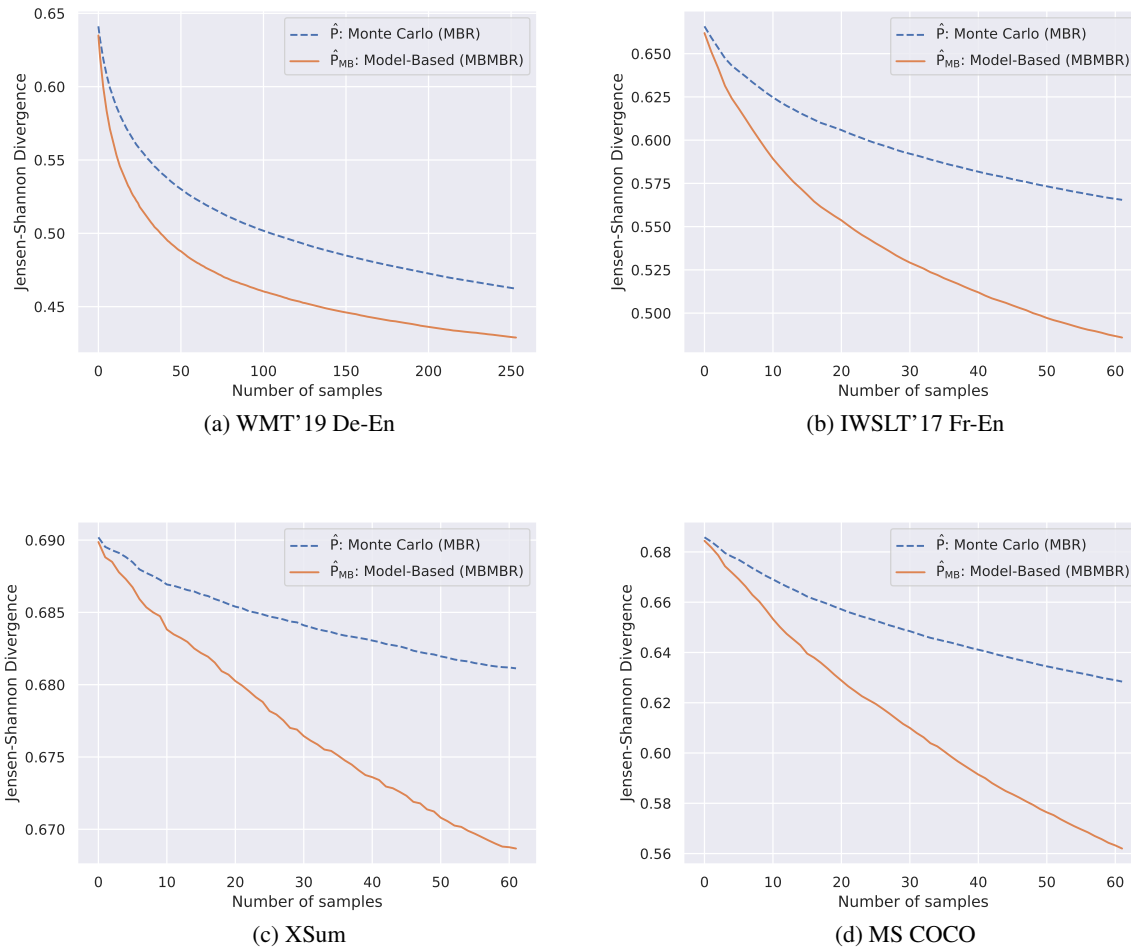 0.65
0.60
0.55
0.50
0.45
Jensen-Shannon Divergence
P̂: Monte Carlo (MBR)
P̂MB: Model-Based (MBMBR)
0 50 100 150 200 250
Number of samples
(a) WMT’19 De-En
0.650
0.625
0.600
0.575
0.550
0.525
0.500
Jensen-Shannon Divergence
P̂: Monte Carlo (MBR)
P̂MB: Model-Based (MBMBR)
0 10 20 30 40 50 60
Number of samples
(b) IWSLT’17 Fr-En
0.690
0.685
0.680
0.675
0.670
Jensen-Shannon Divergence
P̂: Monte Carlo (MBR)
P̂MB: Model-Based (MBMBR)
0 10 20 30 40 50 60
Number of samples
(c) XSum
0.68
0.66
0.64
0.62
0.60
0.58
0.56
Jensen-Shannon Divergence
P̂: Monte Carlo (MBR)
P̂MB: Model-Based (MBMBR)
0 10 20 30 40 50 60
Number of samples
(d) MS COCO